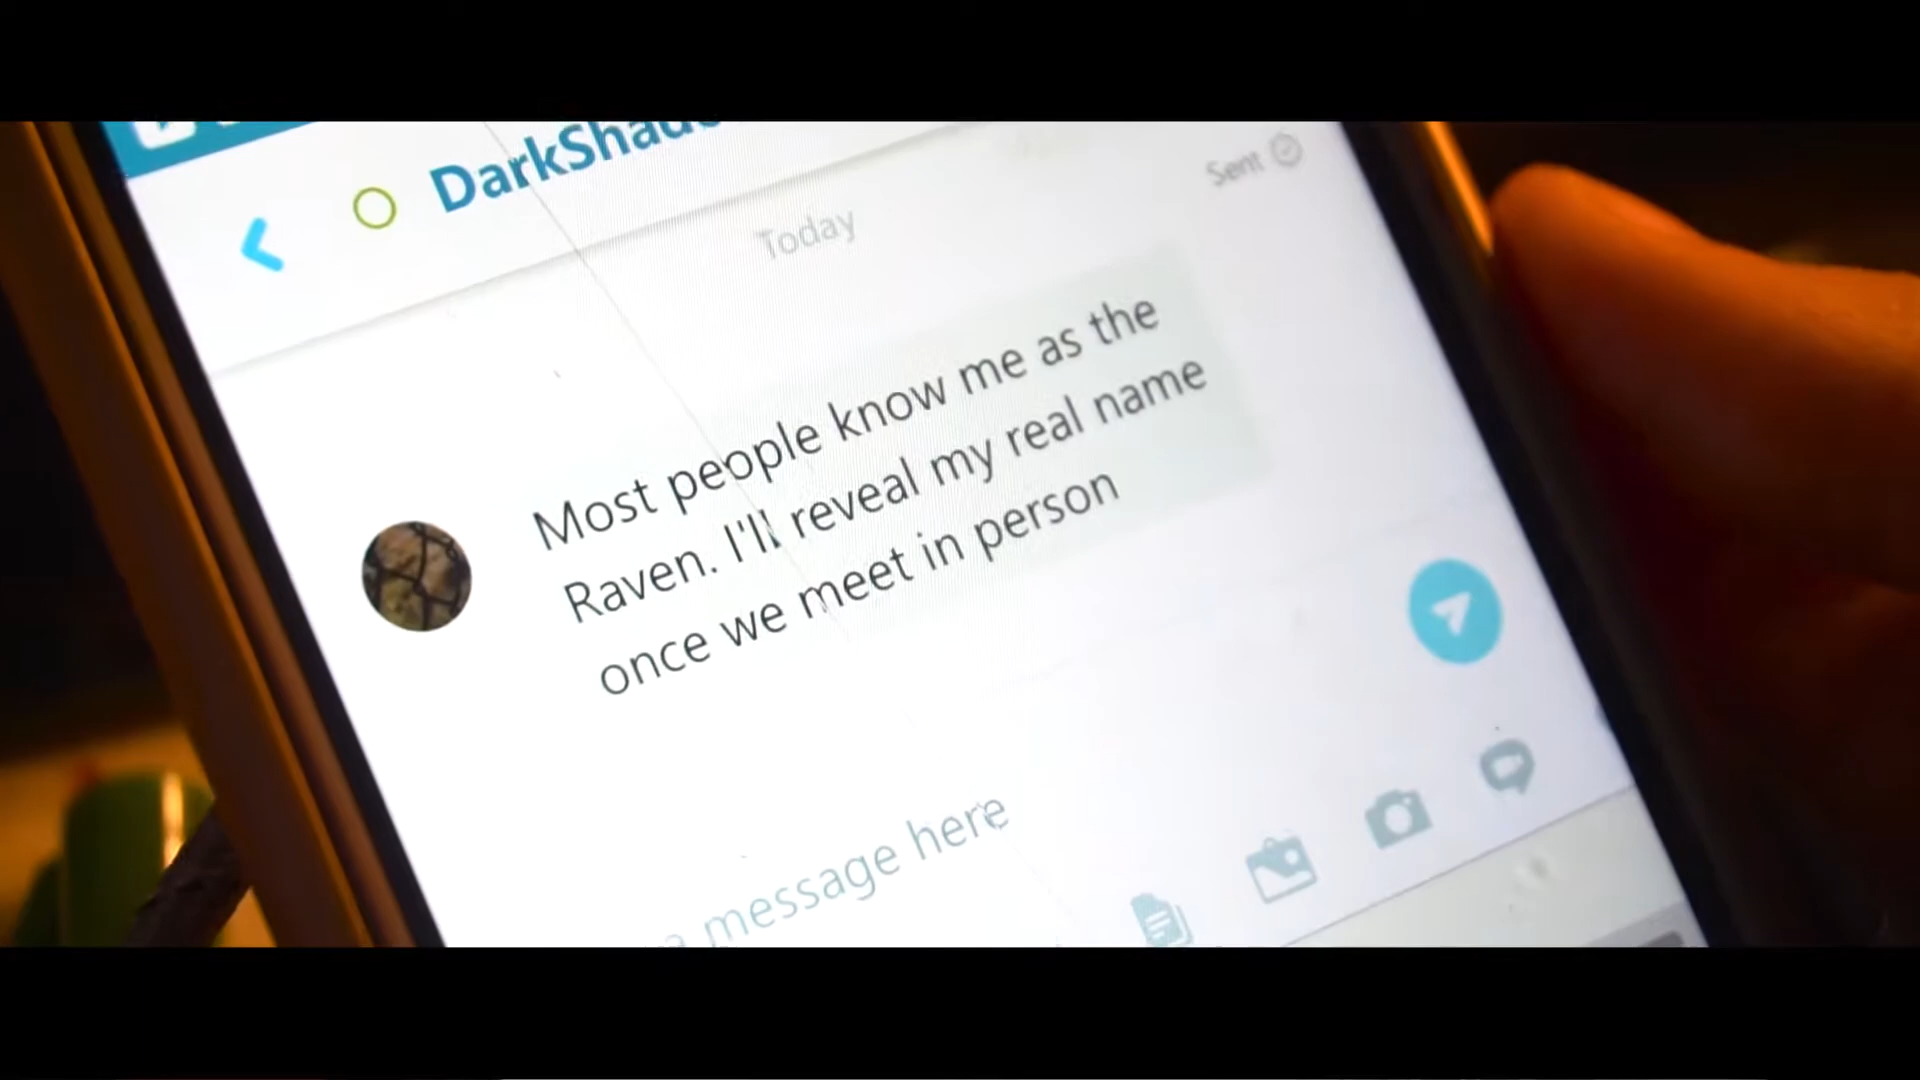 DarkShade
Sent
Today
Most people know me as the
Raven. I'll reveal my real name
once we meet in person
a message here